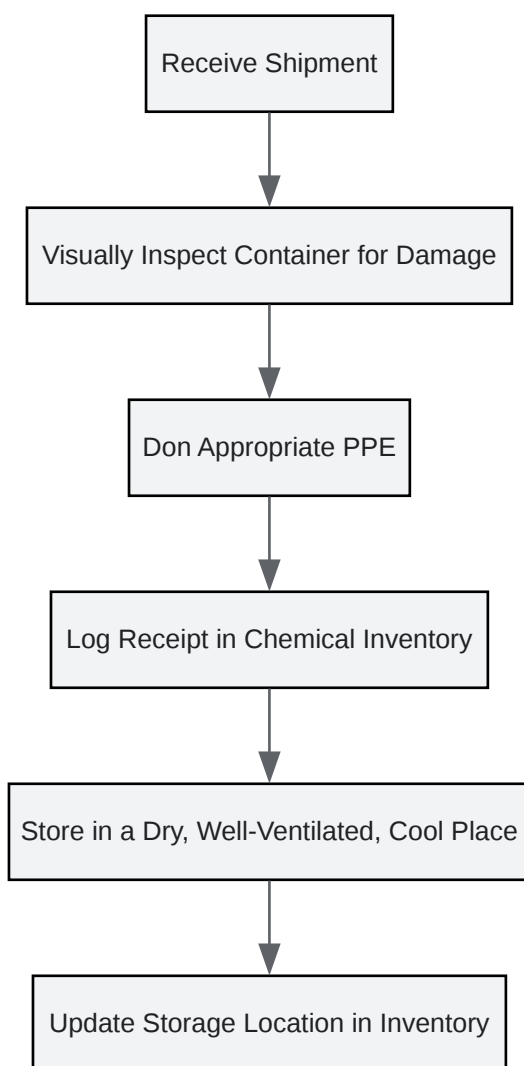 Receive Shipment
Visually Inspect Container for Damage
Don Appropriate PPE
Log Receipt in Chemical Inventory
Store in a Dry, Well-Ventilated, Cool Place
Update Storage Location in Inventory